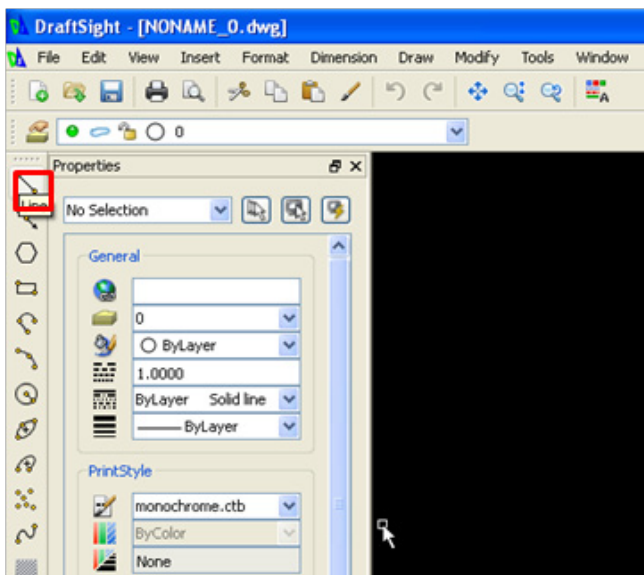 DraftSight - [NONAME_0.dwg]
File Edit View Insert Format Dimension Draw Modify Tools Window
A
0
Properties
Line
No Selection
General
0
ByLayer
1.0000
ByLayer Solid line
ByLayer
PrintStyle
monochrome.ctb
ByColor
None